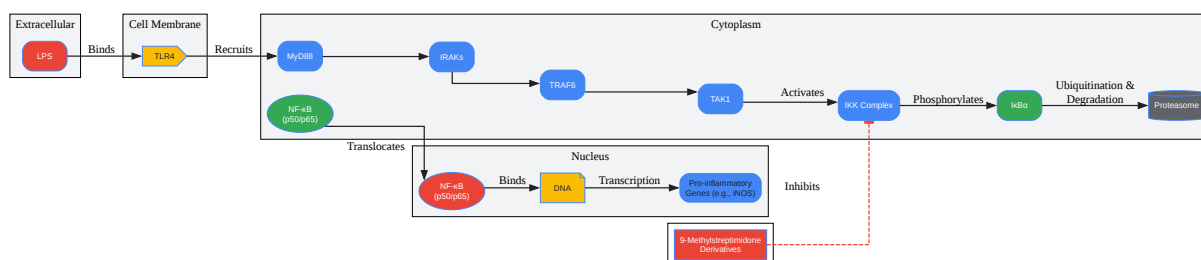 Extracellular
Cell Membrane
Cytoplasm
LPS
Binds
TLR4
Recruits
MyD88
IRAKs
TRAF6
TAK1
Activates
IKK Complex
Phosphorylates
IκBα
Ubiquitination &
Degradation
Proteasome
NF-κB
(p50/p65)
Translocates
Nucleus
NF-κB
(p50/p65)
Binds
DNA
Transcription
Pro-inflammatory
Genes (e.g., iNOS)
Inhibits
9-Methylstreptimidone
Derivatives